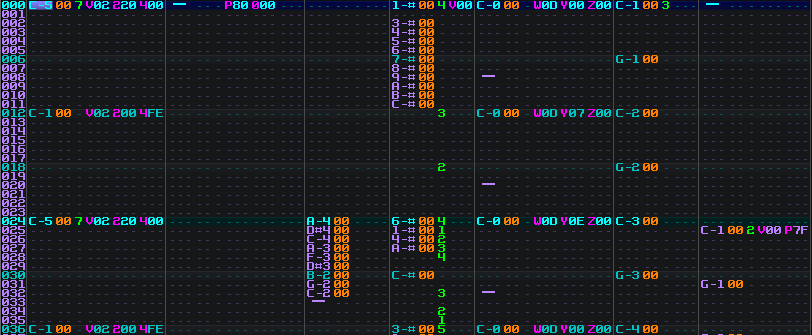 000 C-5 00 7 V02 220 400 — P80 000 1-# 00 4 V00 C-0 00 W0D Y00 Z00 C-1 00 3 —
001
002 3-# 00
003 4-# 00
004 5-# 00
005 6-# 00
006 7-# 00 G-1 00
007 8-# 00
008 9-# 00 —
009 A-# 00
010 B-# 00
011 C-# 00
012 C-1 00 V02 200 4FE 3 C-0 00 W0D Y07 Z00 C-2 00
013
014
015
016
017
018 2 G-2 00
019
020 —
021
022
023
024 C-5 00 7 V02 220 400 A-4 00 6-# 00 4 C-0 00 W0D Y0E Z00 C-3 00
025 D#4 00 1-# 00 1 C-1 00 2 V00 P7F
026 C-4 00 4-# 00 2
027 A-3 00 A-# 00 3
028 F-3 00 4
029 D#3 00
030 B-2 00 C-# 00 G-3 00
031 G-2 00 G-1 00
032 C-2 00 3 —
033 —
034 2
035 1
036 C-1 00 V02 200 4FE 3-# 00 5 C-0 00 W0D Y00 Z00 C-4 00